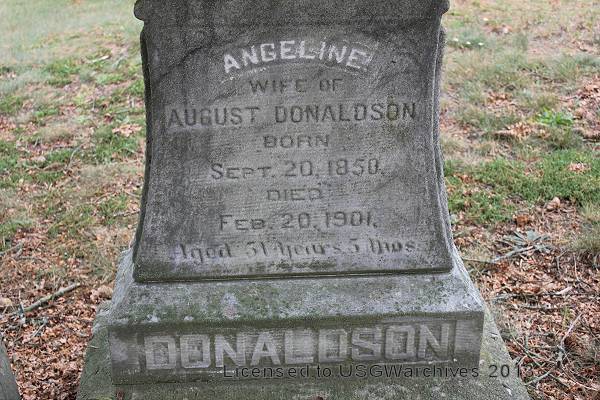 ANGELINE
WIFE OF
AUGUST DONALDSON
BORN
SEPT. 20. 1850.
DIED
FEB. 20. 1901.
Aged 51 Years 5 Mos.
DONALDSON
Licensed to USGWarchives 201